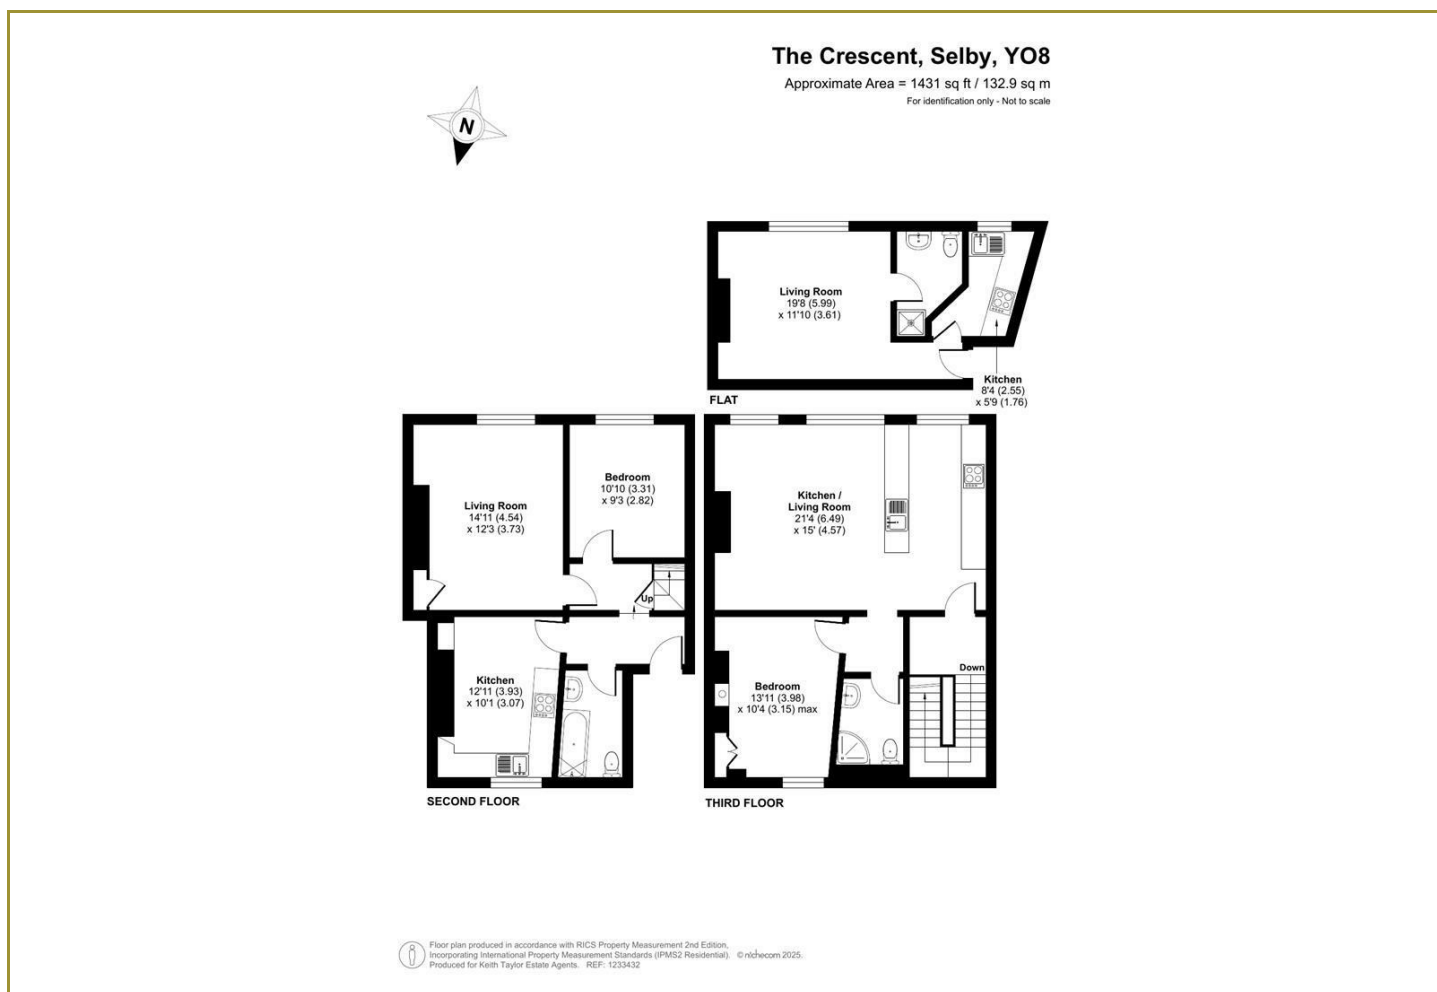 The Crescent, Selby, YO8
Approximate Area = 1431 sq ft / 132.9 sq m
For identification only - Not to scale
N
Living Room
19'8 (5.99)
x 11'10 (3.61)
Kitchen
8'4 (2.55)
x 5'9 (1.76)
FLAT
Living Room
14'11 (4.54)
x 12'3 (3.73)
Bedroom
10'10 (3.31)
x 9'3 (2.82)
Up
Kitchen
12'11 (3.93)
x 10'1 (3.07)
SECOND FLOOR
Kitchen /
Living Room
21'4 (6.49)
x 15' (4.57)
Bedroom
13'11 (3.98)
x 10'4 (3.15) max
Down
THIRD FLOOR
Floor plan produced in accordance with RICS Property Measurement 2nd Edition,
Incorporating International Property Measurement Standards (IPMS2 Residential). © nichecom 2025.
Produced for Keith Taylor Estate Agents. REF: 1233432